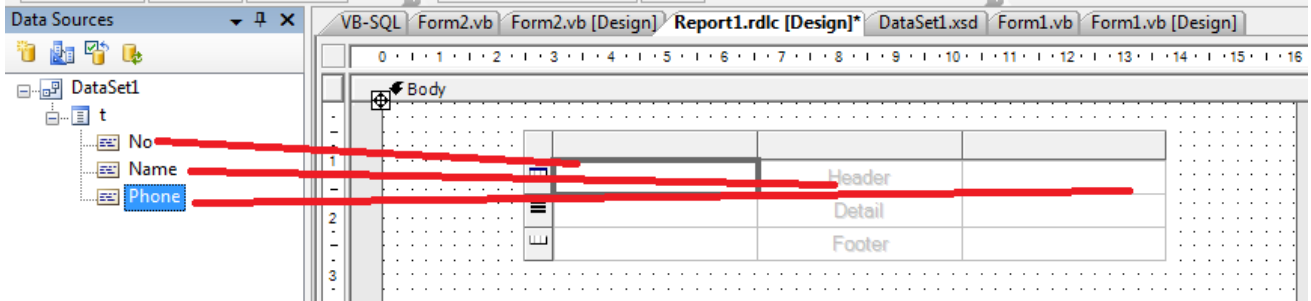 Data Sources
VB-SQL Form2.vb Form2.vb [Design] Report1.rdlc [Design]* DataSet1.xsd Form1.vb Form1.vb [Design]
0 1 2 3 4 5 6 7 8 9 10 11 12 13 14 15 16
DataSet1
Body
t
No
Name
Phone
1
Header
2
Detail
Footer
3